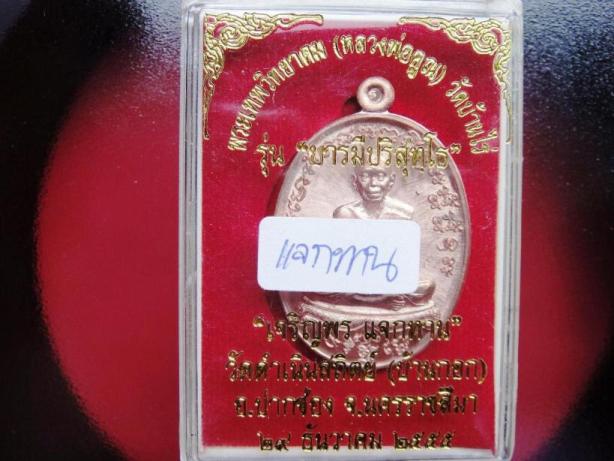 พระเทพวิทยาคม (หลวงพ่อคูณ) วัดบ้านไร่
รุ่น "บารมีปริสุทฺโธ"
แจกทาน
"เจริญพร แจกทาน"
วัดดำเนินสถิตย์ (บ้านกอก)
อ.ปากช่อง จ.นครราชสีมา
๒๙ ธันวาคม ๒๕๕๕